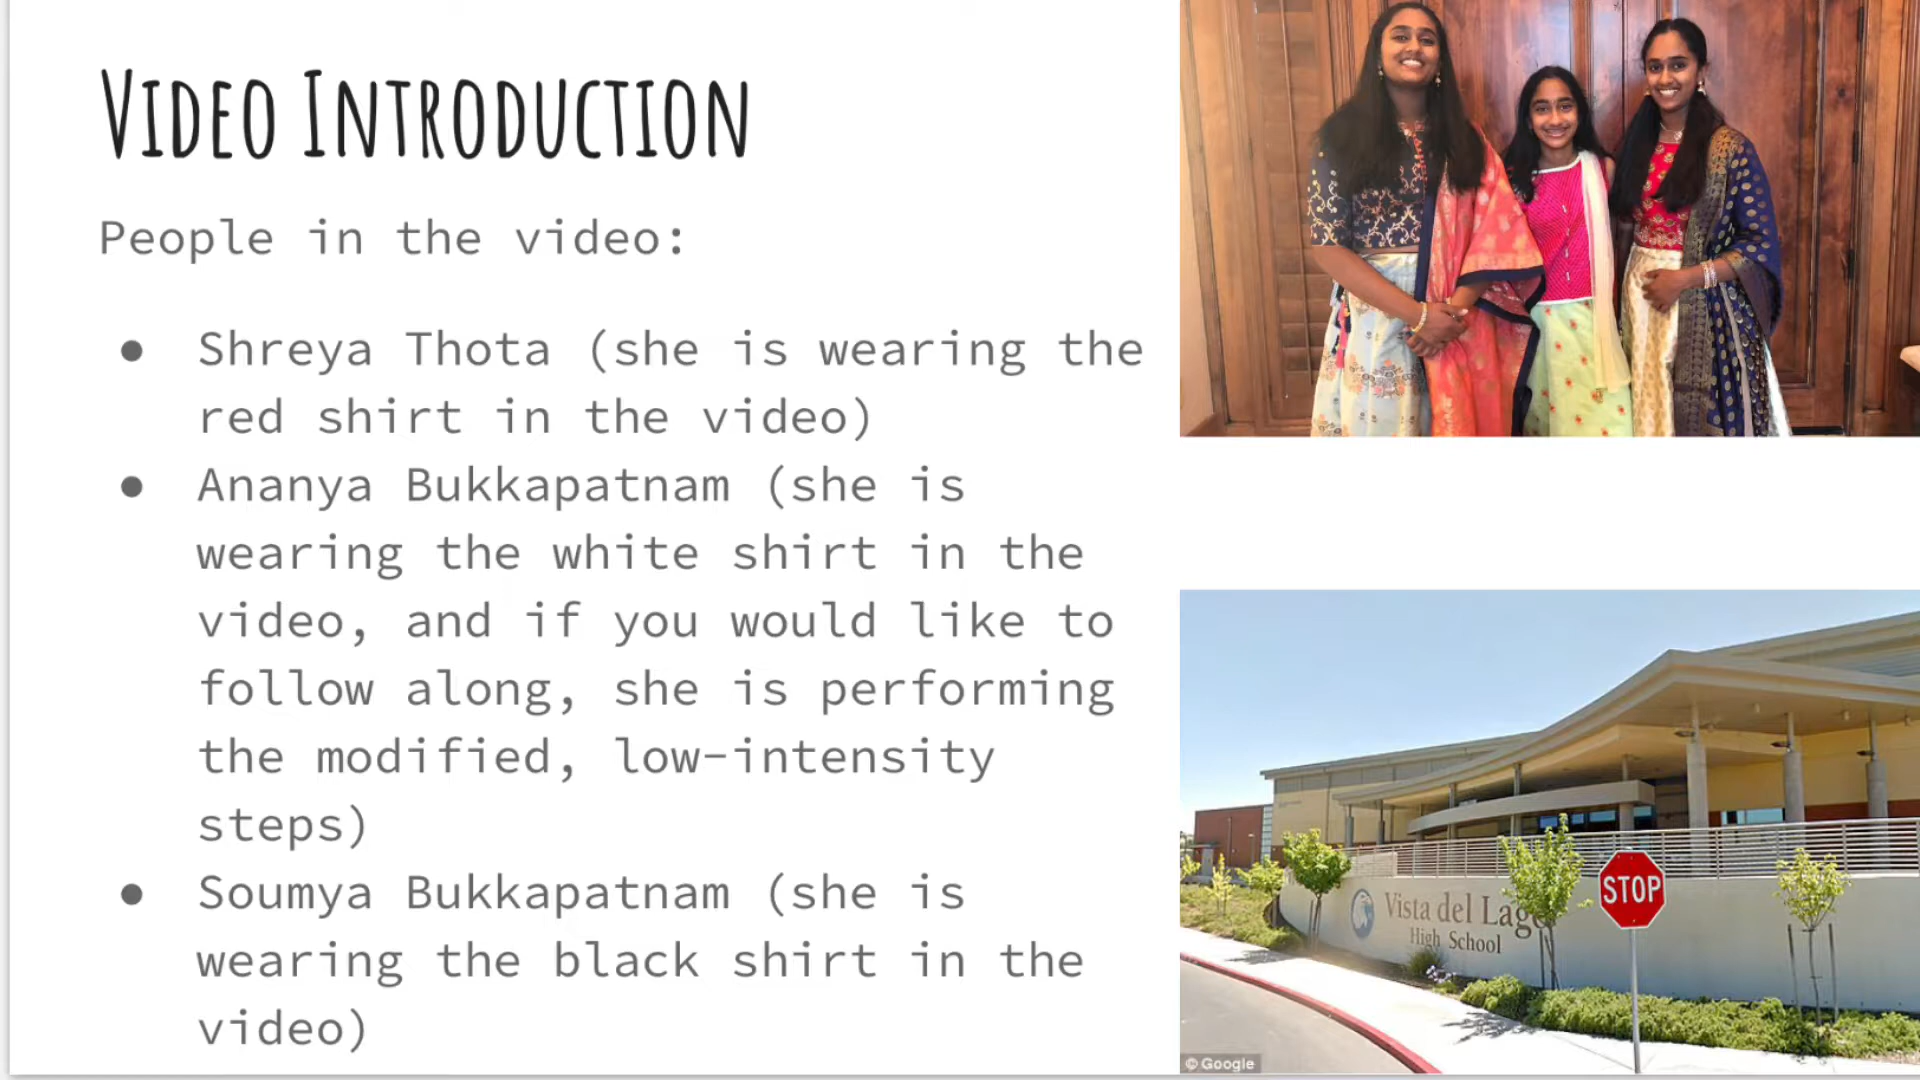 Video Introduction
People in the video:
● Shreya Thota (she is wearing the
red shirt in the video)
● Ananya Bukkapatnam (she is
wearing the white shirt in the
video, and if you would like to
follow along, she is performing
the modified, low-intensity
steps)
● Soumya Bukkapatnam (she is
wearing the black shirt in the
video)
STOP
Vista del Lago
High School
© Google